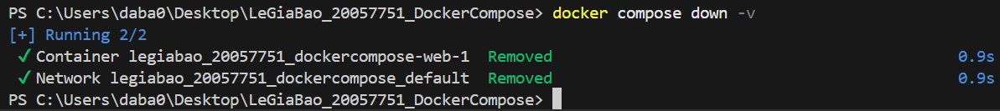 PS C:\Users\daba0\Desktop\LeGiaBao_20057751_DockerCompose> docker compose down -v
[+] Running 2/2
✓ Container legiabao_20057751_dockercompose-web-1 Removed 0.9s
✓ Network legiabao_20057751_dockercompose_default Removed 0.9s
PS C:\Users\daba0\Desktop\LeGiaBao_20057751_DockerCompose>